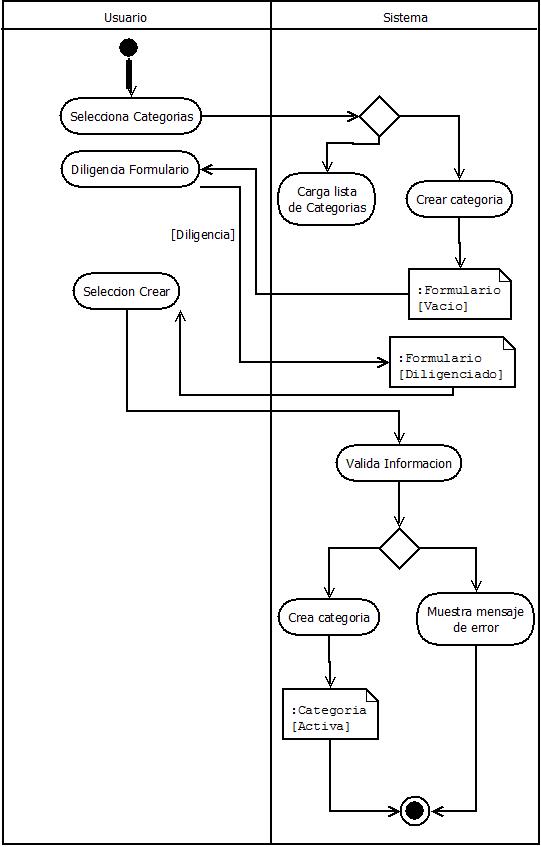 Usuario
Sistema
Selecciona Categorias
Diligencia Formulario
Carga lista
de Categorias
Crear categoria
[Diligencia]
Seleccion Crear
:Formulario
[Vacio]
:Formulario
[Diligenciado]
Valida Informacion
Crea categoria
Muestra mensaje
de error
:Categoria
[Activa]